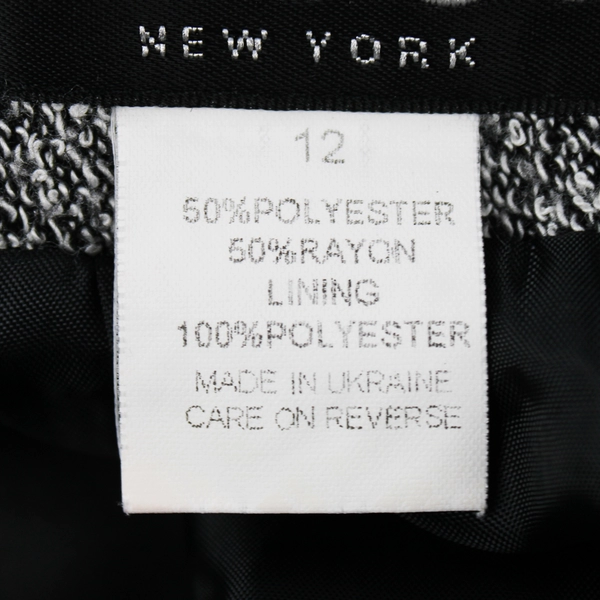 NEW YORK
12
50%POLYESTER
50%RAYON
LINING
100%POLYESTER
MADE IN UKRAINE
CARE ON REVERSE